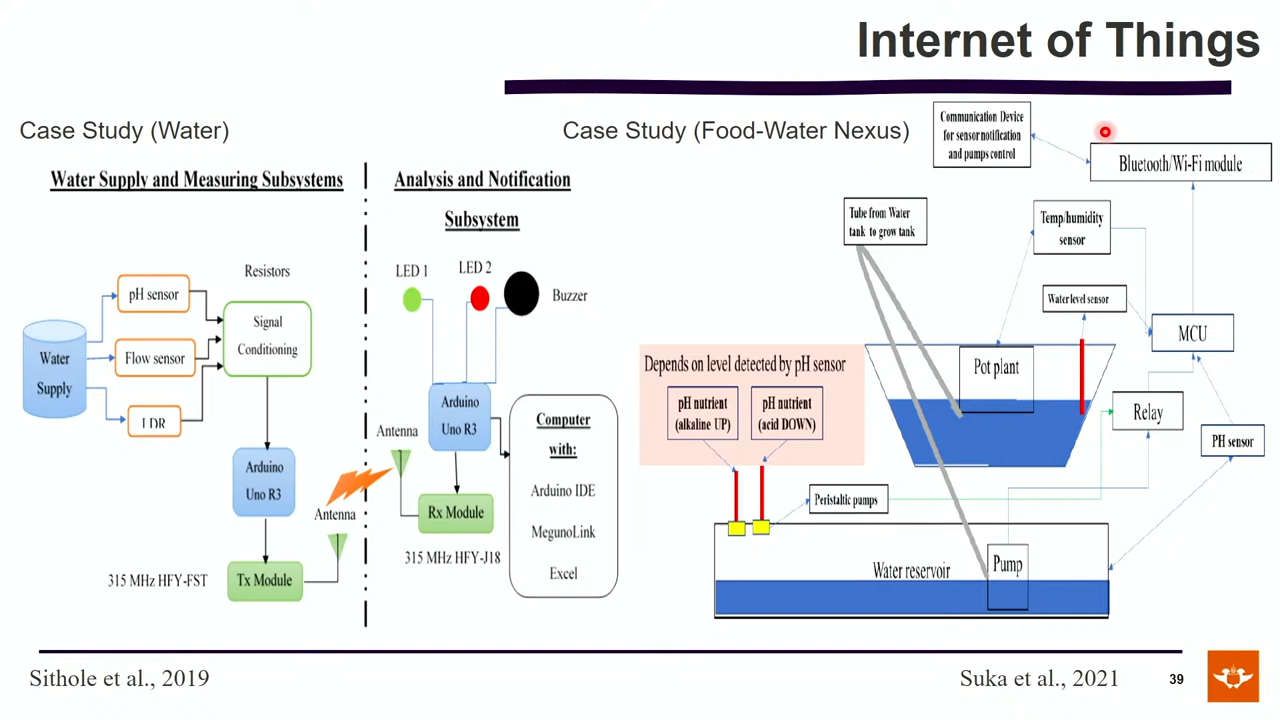 Internet of Things
Case Study (Water)
Water Supply and Measuring Subsystems
Analysis and Notification
Subsystem
Resistors
pH sensor
Flow sensor
LDR
Water
Supply
Signal
Conditioning
Arduino
Uno R3
Antenna
315 MHz HFY-FST
Tx Module
LED 1
LED 2
Buzzer
Arduino
Uno R3
Antenna
Rx Module
315 MHz HFY-J18
Computer
with:
Arduino IDE
MegunoLink
Excel
Case Study (Food-Water Nexus)
Communication Device
for sensor notification
and pumps control
Bluetooth/Wi-Fi module
Tube from Water
tank to grow tank
Temp/humidity
sensor
Water level sensor
MCU
Depends on level detected by pH sensor
pH nutrient
(alkaline UP)
pH nutrient
(acid DOWN)
Pot plant
Relay
PH sensor
Peristaltic pumps
Water reservoir
Pump
Sithole et al., 2019
Suka et al., 2021
39